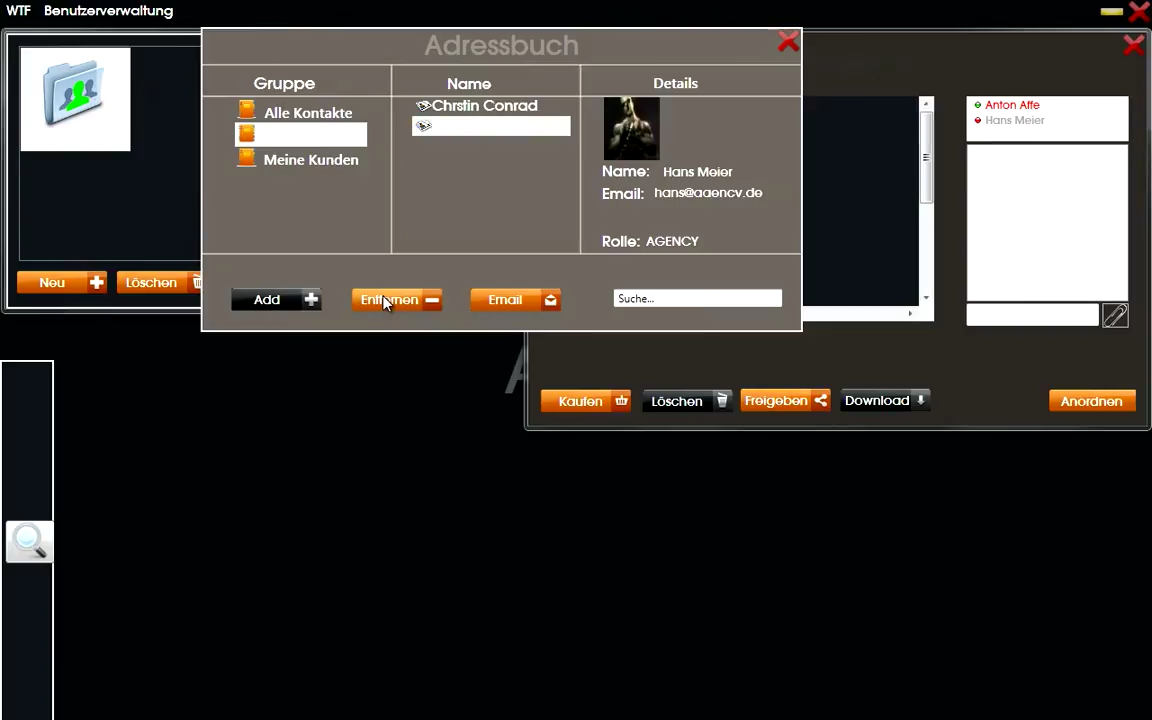 WTF Benutzerverwaltung
Adressbuch
Gruppe Name Details
Alle Kontakte
Meine Kunden
Chrstin Conrad
Name: Hans Meier
Email: hans@agency.de
Rolle: AGENCY
Add
Entfernen
Email
Suche...
Neu
Löschen
Anton Affe
Hans Meier
Kaufen
Löschen
Freigeben
Download
Anordnen